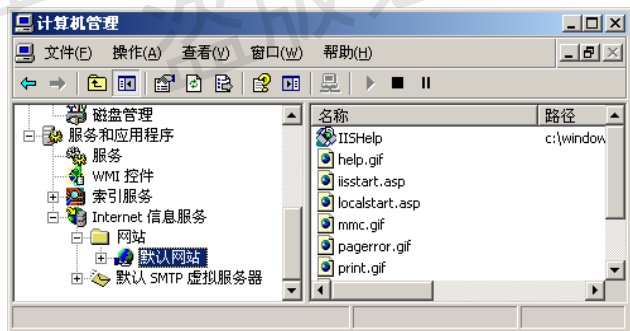 计算机管理
文件(F) 操作(A) 查看(V) 窗口(W) 帮助(H)
磁盘管理
服务和应用程序
服务
WMI 控件
索引服务
Internet 信息服务
网站
默认网站
默认 SMTP 虚拟服务器
名称 路径
IISHelp c:\window
help.gif
iisstart.asp
localstart.asp
mmc.gif
pagerror.gif
print.gif